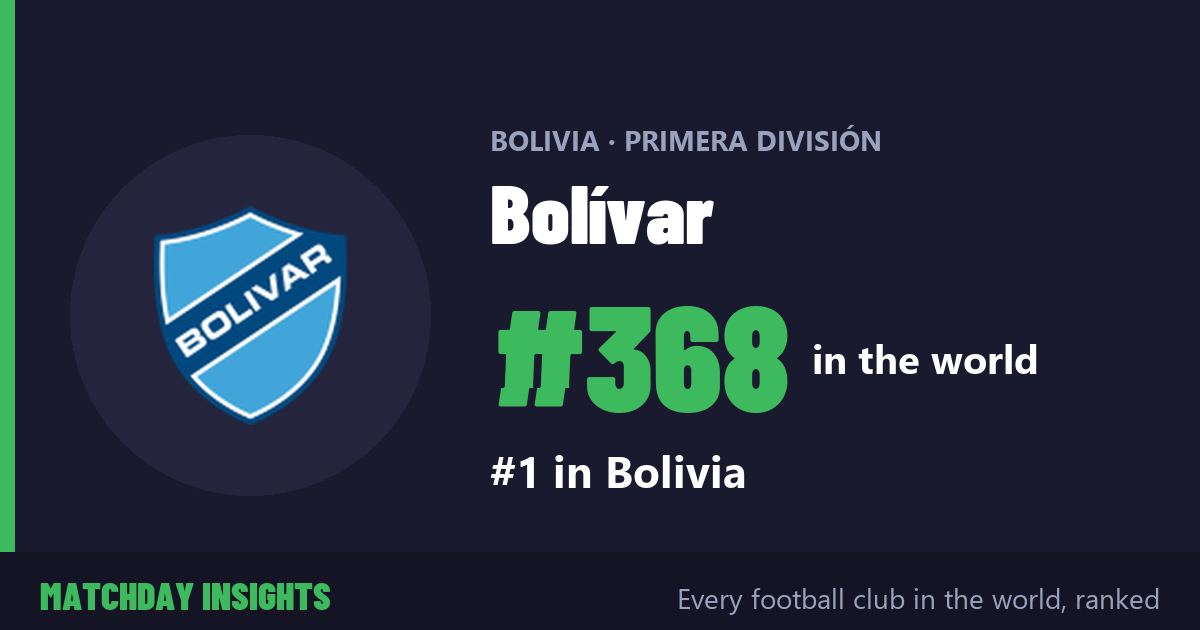 BOLIVIA · PRIMERA DIVISIÓN
Bolívar
BOLIVAR
#368 in the world
#1 in Bolivia
MATCHDAY INSIGHTS
Every football club in the world, ranked